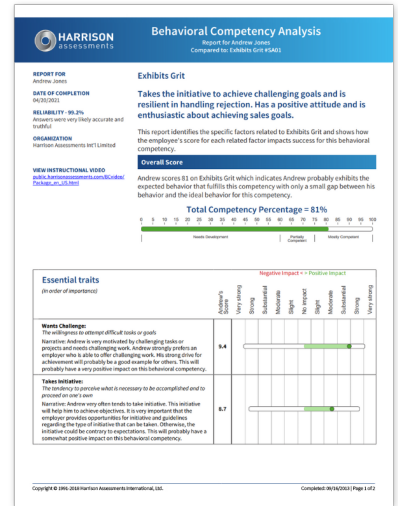 HARRISON
assessments
Behavioral Competency Analysis
Report for Andrew Jones
Compared to: Exhibits Grit #SA01
REPORT FOR
Andrew Jones
DATE OF COMPLETION
04/20/2021
RELIABILITY - 99.2%
Answers were very likely accurate and
truthful
ORGANIZATION
Harrison Assessments Int'l Limited
VIEW INSTRUCTIONAL VIDEO
public.harrisonassessments.com/BCvideo/
Package_en_US.html
Exhibits Grit
Takes the initiative to achieve challenging goals and is
resilient in handling rejection. Has a positive attitude and is
enthusiastic about achieving sales goals.
This report identifies the specific factors related to Exhibits Grit and shows how
the employee's score for each related factor impacts success for this behavioral
competency.
Overall Score
Andrew scores 81 on Exhibits Grit which indicates Andrew probably exhibits the
expected behavior that fulfills this competency with only a small gap between his
behavior and the ideal behavior for this competency.
Total Competency Percentage = 81%
0 5 10 15 20 25 30 35 40 45 50 55 60 65 70 75 80 85 90 95 100
Needs Development
Partially
Competent
Mostly Competent
Essential traits
(in order of importance)
Negative Impact < > Positive Impact
Andrew's
Score
Very strong
Strong
Substantial
Moderate
Slight
No impact
Slight
Moderate
Substantial
Strong
Very strong
Wants Challenge:
The willingness to attempt difficult tasks or goals
Narrative: Andrew is very motivated by challenging tasks or
projects and needs challenging work. Andrew strongly prefers an
employer who is able to offer challenging work. His strong drive for
achievement will probably be a good example for others. This will
probably have a very positive impact on this behavioral competency.
9.4
Takes Initiative:
The tendency to perceive what is necessary to be accomplished and to
proceed on one's own
Narrative: Andrew very often tends to take initiative. This initiative
will help him to achieve objectives. It is very important that the
employer provides opportunities for initiative and guidelines
regarding the type of initiative that can be taken. Otherwise, the
initiative could be contrary to expectations. This will probably have a
somewhat positive impact on this behavioral competency.
8.7
Copyright © 1991-2018 Harrison Assessments International, Ltd.
Completed: 09/16/2013 | Page 1 of 2